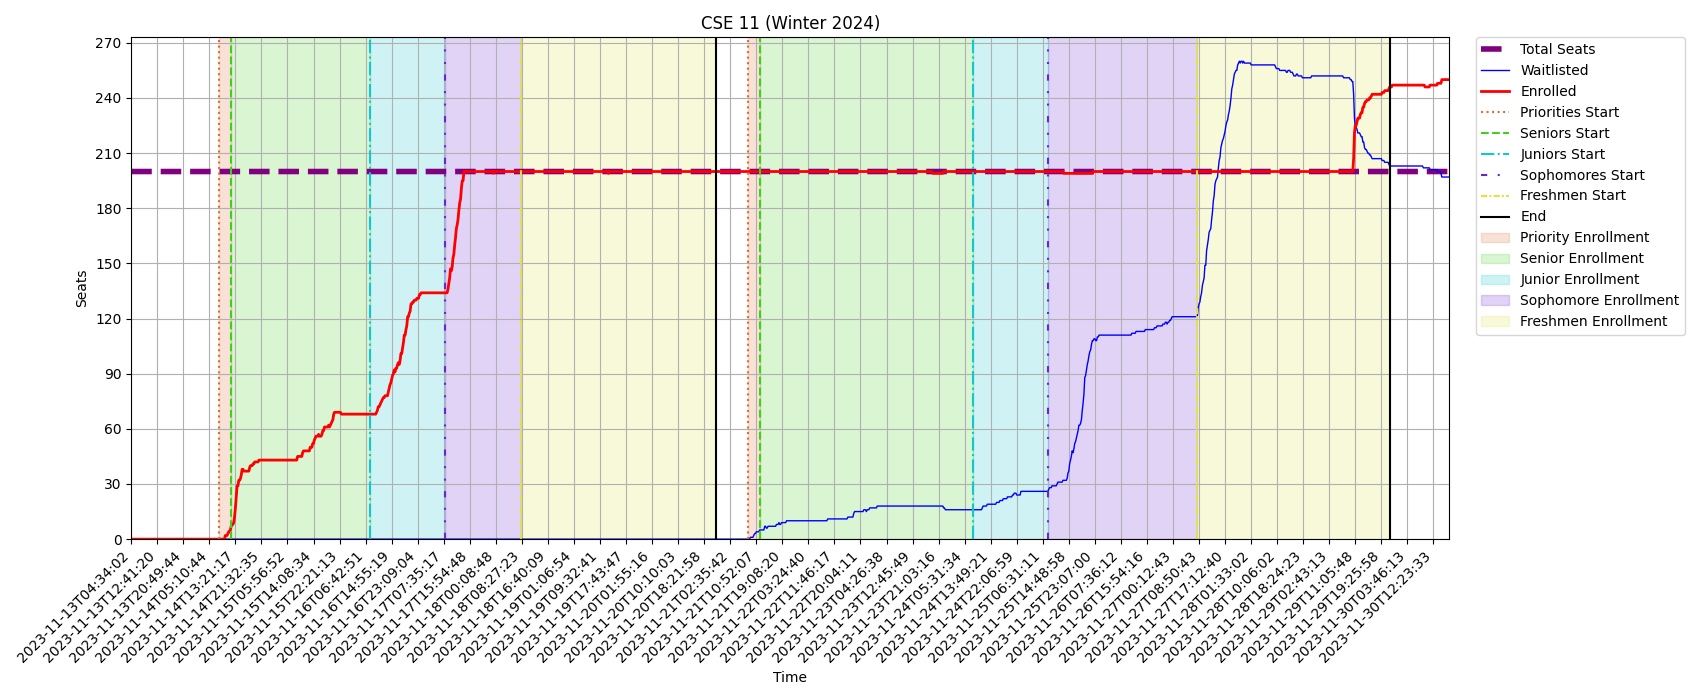 CSE 11 (Winter 2024)
270
240
210
180
150
120
90
60
30
0
Seats
2023-11-13T04:34:02
2023-11-13T12:41:20
2023-11-13T20:49:44
2023-11-14T05:10:44
2023-11-14T13:21:17
2023-11-14T21:32:35
2023-11-15T05:56:52
2023-11-15T14:08:34
2023-11-15T22:21:13
2023-11-16T06:42:51
2023-11-16T14:55:19
2023-11-16T23:09:04
2023-11-17T07:35:17
2023-11-17T15:54:48
2023-11-18T00:08:48
2023-11-18T08:27:23
2023-11-18T16:40:09
2023-11-19T01:06:54
2023-11-19T09:32:41
2023-11-19T17:43:47
2023-11-20T01:55:16
2023-11-20T10:10:03
2023-11-20T18:21:58
2023-11-21T02:35:42
2023-11-21T10:52:07
2023-11-21T19:08:20
2023-11-22T03:24:40
2023-11-22T11:46:17
2023-11-22T20:04:11
2023-11-23T04:26:38
2023-11-23T12:45:49
2023-11-23T21:03:16
2023-11-24T05:31:34
2023-11-24T13:49:21
2023-11-24T22:06:59
2023-11-25T06:31:11
2023-11-25T14:48:58
2023-11-25T23:07:00
2023-11-26T07:36:12
2023-11-26T15:54:16
2023-11-27T00:12:43
2023-11-27T08:50:43
2023-11-27T17:12:40
2023-11-28T01:33:02
2023-11-28T10:06:02
2023-11-28T18:24:23
2023-11-29T02:43:13
2023-11-29T11:05:48
2023-11-29T19:25:58
2023-11-30T03:46:13
2023-11-30T12:23:33
Time
Total Seats
Waitlisted
Enrolled
Priorities Start
Seniors Start
Juniors Start
Sophomores Start
Freshmen Start
End
Priority Enrollment
Senior Enrollment
Junior Enrollment
Sophomore Enrollment
Freshmen Enrollment